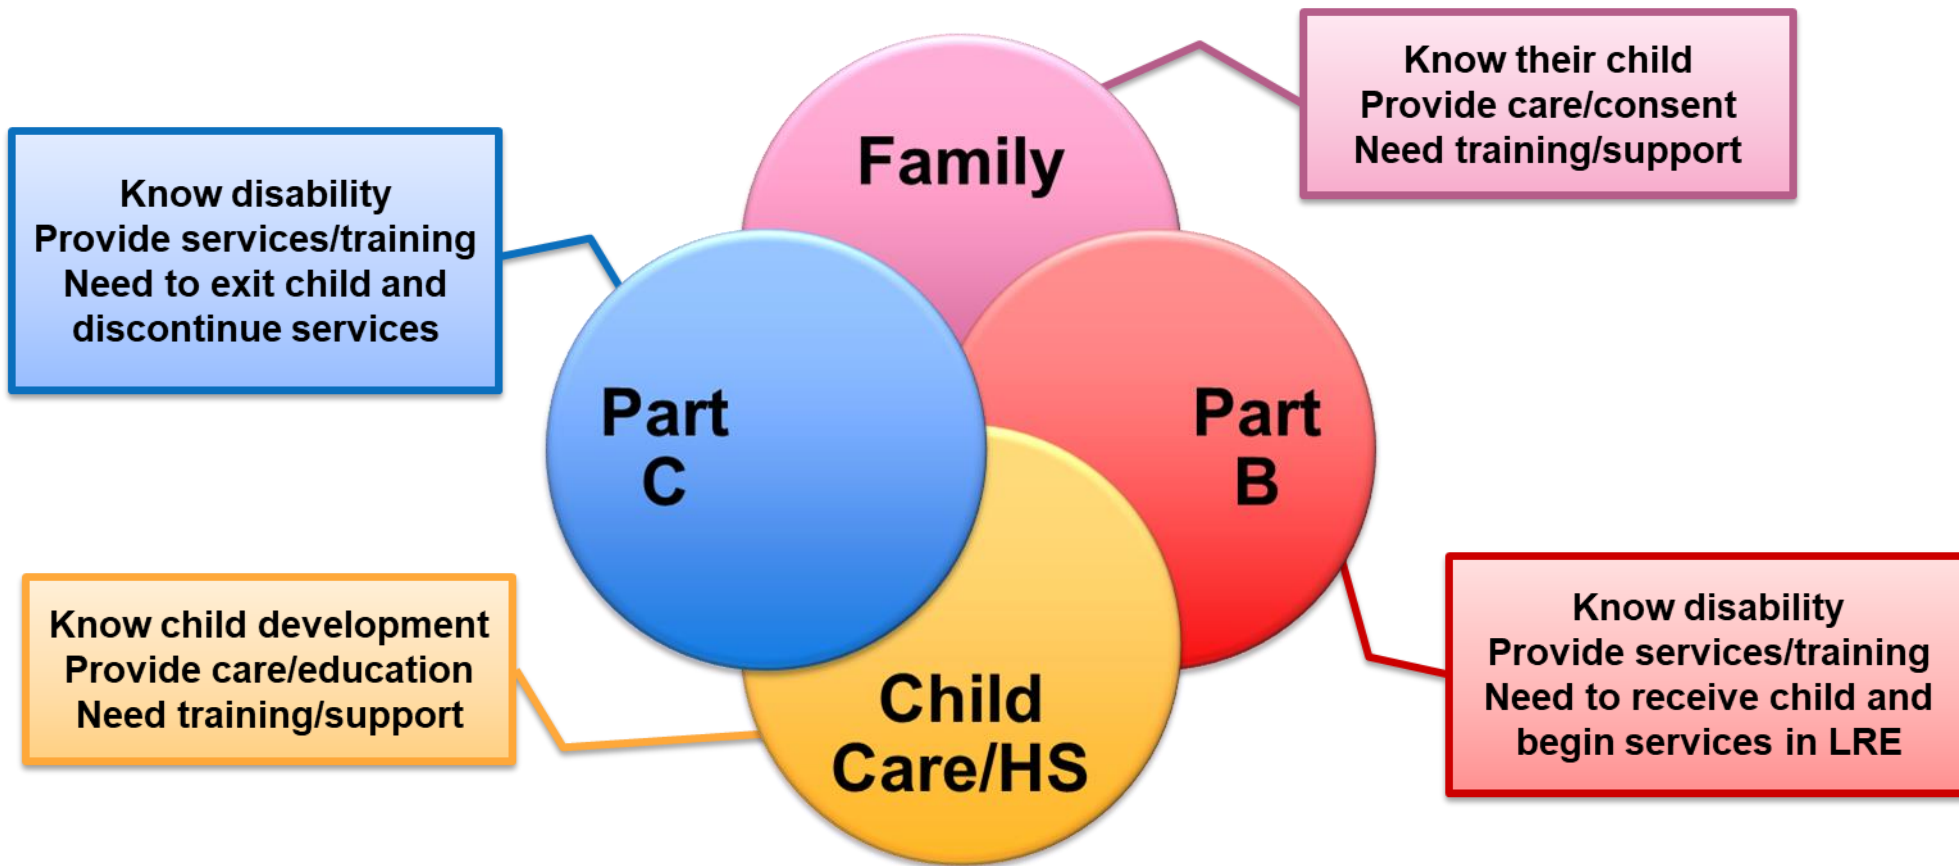 Know their child
Provide care/consent
Need training/support
Family
Know disability
Provide services/training
Need to exit child and
discontinue services
Part
C
Part
B
Know child development
Provide care/education
Need training/support
Child
Care/HS
Know disability
Provide services/training
Need to receive child and
begin services in LRE